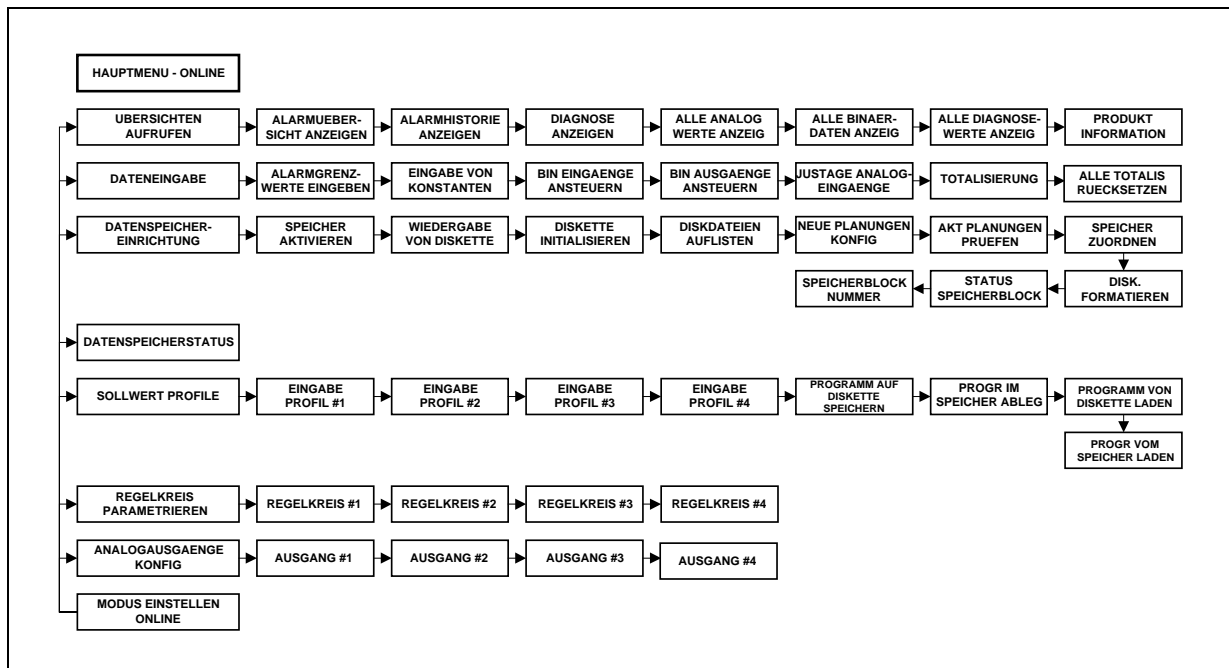 HAUPTMENU - ONLINE
UBERSICHTEN
AUFRUFEN
ALARMUEBER-
SICHT ANZEIGEN
ALARMHISTORIE
ANZEIGEN
DIAGNOSE
ANZEIGEN
ALLE ANALOG
WERTE ANZEIG
ALLE BINAER-
DATEN ANZEIG
ALLE DIAGNOSE-
WERTE ANZEIG
PRODUKT
INFORMATION
DATENEINGABE
ALARMGRENZ-
WERTE EINGEBEN
EINGABE VON
KONSTANTEN
BIN EINGAENGE
ANSTEUERN
BIN AUSGAENGE
ANSTEUERN
JUSTAGE ANALOG-
EINGAENGE
TOTALISIERUNG
ALLE TOTALIS
RUECKSETZEN
DATENSPEICHER-
EINRICHTUNG
SPEICHER
AKTIVIEREN
WIEDERGABE
VON DISKETTE
DISKETTE
INITIALISIEREN
DISKDATEIEN
AUFLISTEN
NEUE PLANUNGEN
KONFIG
AKT PLANUNGEN
PRUEFEN
SPEICHER
ZUORDNEN
SPEICHERBLOCK
NUMMER
STATUS
SPEICHERBLOCK
DISK.
FORMATIEREN
DATENSPEICHERSTATUS
SOLLWERT PROFILE
EINGABE
PROFIL #1
EINGABE
PROFIL #2
EINGABE
PROFIL #3
EINGABE
PROFIL #4
PROGRAMM AUF
DISKETTE
SPEICHERN
PROGR IM
SPEICHER ABLEG
PROGRAMM VON
DISKETTE LADEN
PROGR VOM
SPEICHER LADEN
REGELKREIS
PARAMETRIEREN
REGELKREIS #1
REGELKREIS #2
REGELKREIS #3
REGELKREIS #4
ANALOGAUSGAENGE
KONFIG
AUSGANG #1
AUSGANG #2
AUSGANG #3
AUSGANG #4
MODUS EINSTELLEN
ONLINE